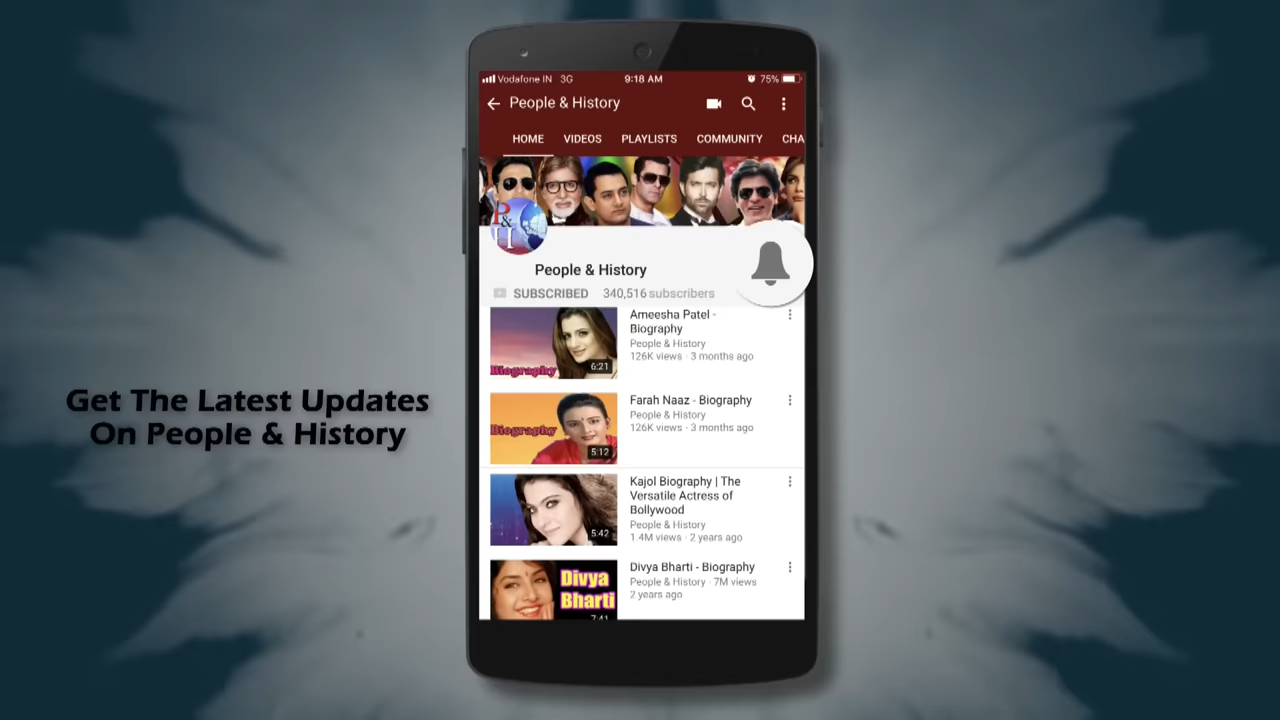 Vodafone IN 3G 9:18 AM 75%
People & History
HOME VIDEOS PLAYLISTS COMMUNITY CHA
P
&
H
People & History
SUBSCRIBED 340,516 subscribers
Ameesha Patel -
Biography
People & History
126K views · 3 months ago
Biography
6:21
Farah Naaz - Biography
People & History
126K views · 3 months ago
Biography
5:12
Kajol Biography | The
Versatile Actress of
Bollywood
People & History
1.4M views · 2 years ago
5:42
Divya Bharti - Biography
People & History · 7M views
2 years ago
Divya
Bharti
7:41
Get The Latest Updates
On People & History